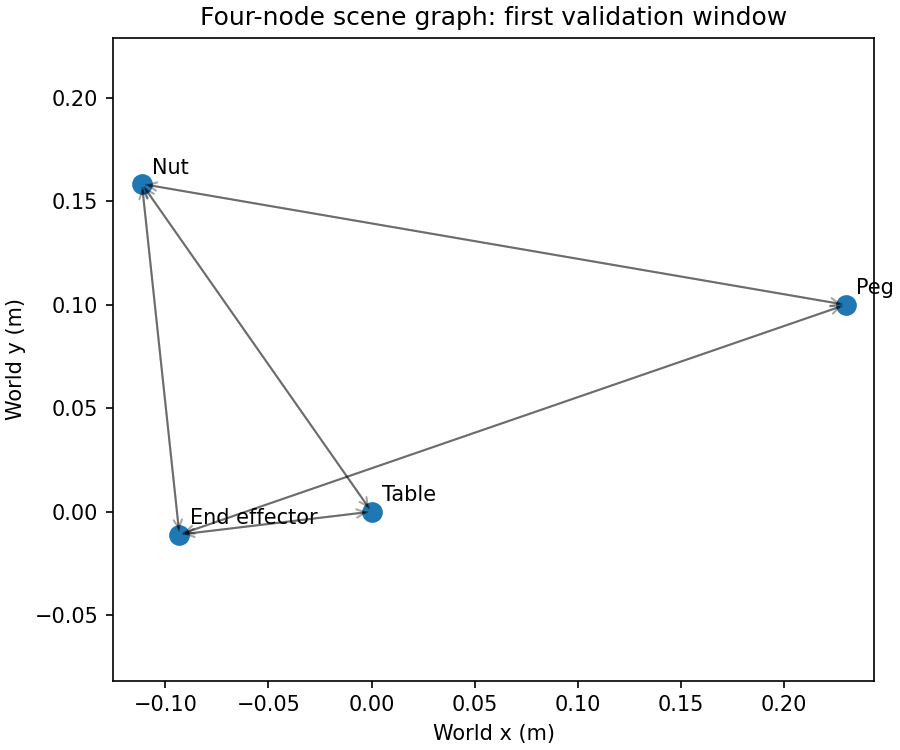 Four-node scene graph: first validation window
0.20
Nut
0.15
Peg
0.10
World y (m)
0.05
Table
0.00
End effector
−0.05
−0.10
−0.05
0.00
0.05
0.10
0.15
0.20
World x (m)